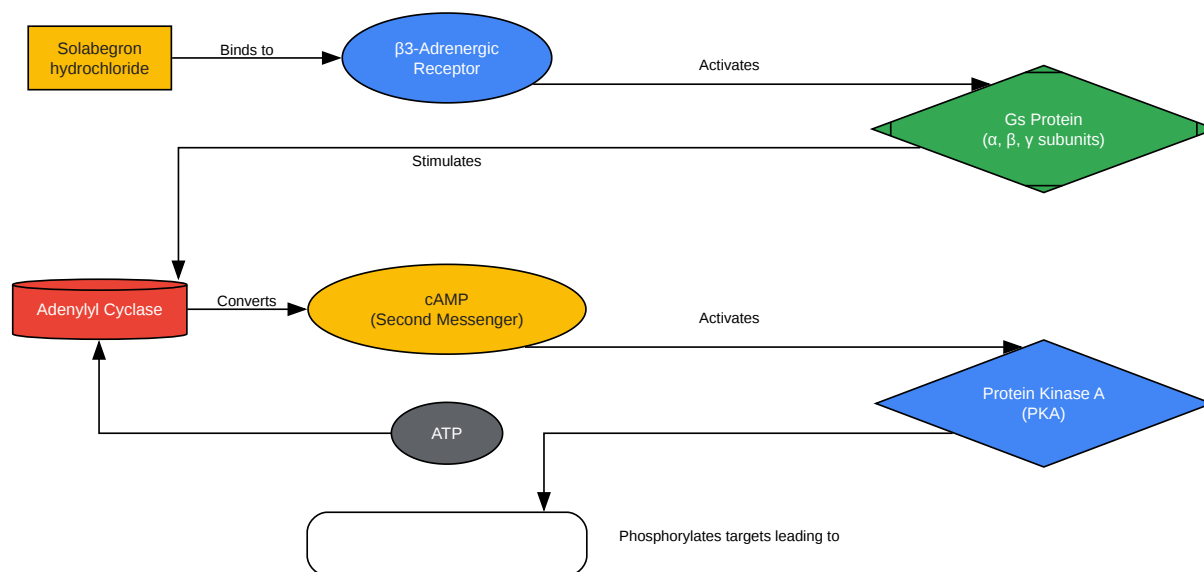 Solabegron
hydrochloride
Binds to
β3-Adrenergic
Receptor
Activates
Gs Protein
(α, β, γ subunits)
Stimulates
Adenylyl Cyclase
Converts
cAMP
(Second Messenger)
Activates
Protein Kinase A
(PKA)
ATP
Phosphorylates targets leading to